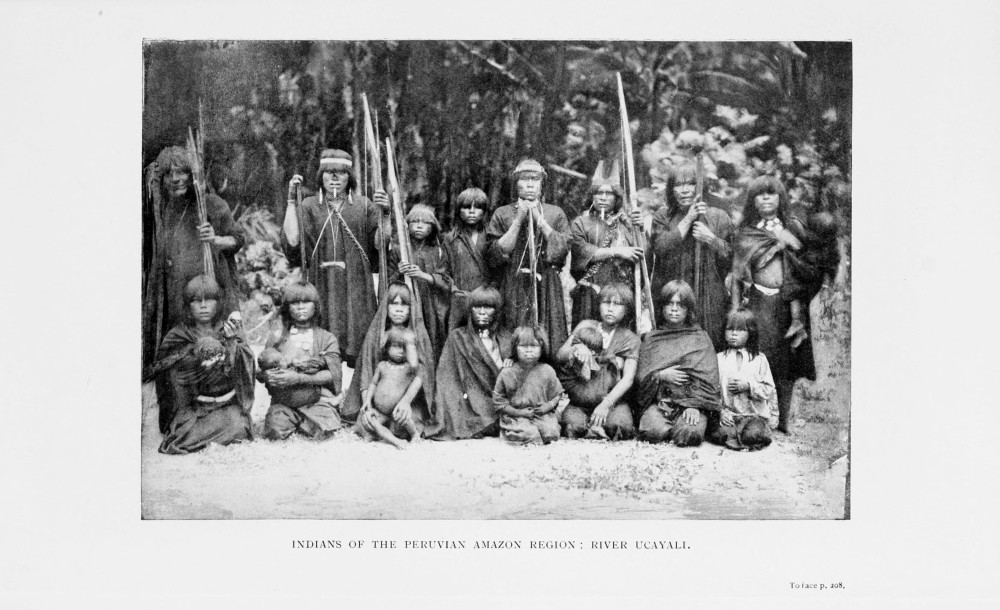 INDIANS OF THE PERUVIAN AMAZON REGION: RIVER UCAYALI.
To face p. 208.